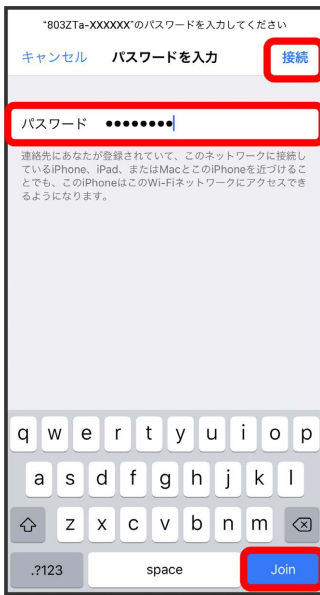 “803ZTa-XXXXXX”のパスワードを入力してください
キャンセル パスワードを入力 接続
パスワード ••••••••
連絡先にあなたが登録されていて、このネットワークに接続し
ているiPhone、iPad、またはMacとこのiPhoneを近づけるこ
とでも、このiPhoneはこのWi-Fiネットワークにアクセスでき
るようになります。
q w e r t y u i o p
a s d f g h j k l
z x c v b n m
.?123 space Join